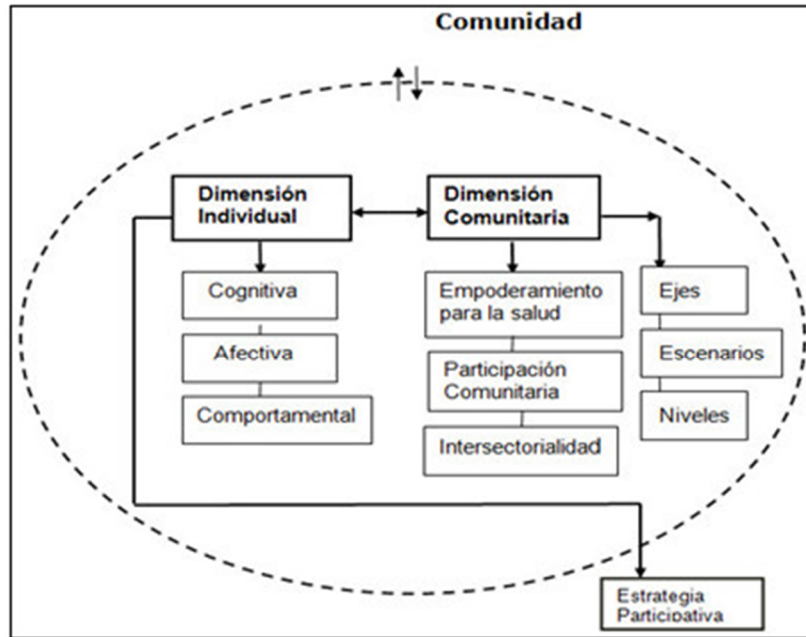 Comunidad
Dimensión
Individual
Dimensión
Comunitaria
Cognitiva
Afectiva
Comportamental
Empoderamiento
para la salud
Participación
Comunitaria
Intersectorialidad
Ejes
Escenarios
Niveles
Estrategia
Participativa